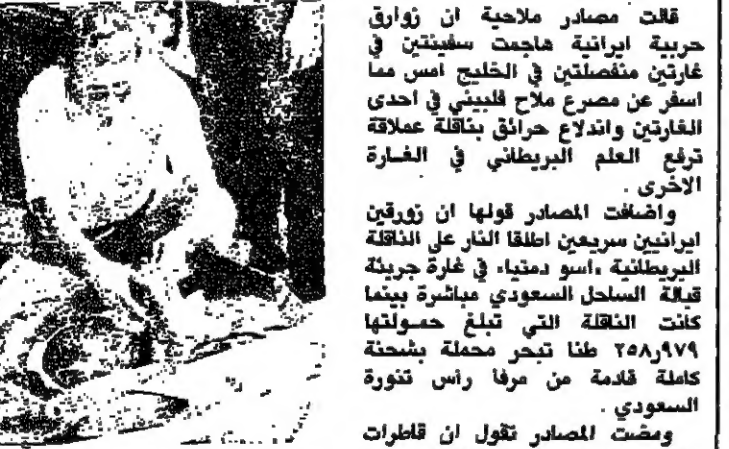 قالت مصادر ملاحية ان زوارق
حربية ايرانية هاجمت سفينتين في
غارتين منفصلتين في الخليج امس مما
اسفر عن مصرع ملاح فلبيني في احدى
الغارتين واندلاع حرائق بناقلة عملاقة
ترفع العلم البريطاني في الغارة
الاخرى .
واضافت المصادر قولها ان زورقين
ايرانيين سريعين اطلقا النار على الناقلة
البريطانية «اسو دمتيا» في غارة جريئة
قبالة الساحل السعودي مباشرة بينما
كانت الناقلة التي تبلغ حمولتها
٢٥٨٫٩٧٩ طنا تبحر محملة بشحنة
كاملة قادمة من مرفا راس تنورة
السعودي .
ومضت المصادر تقول ان قاطرات